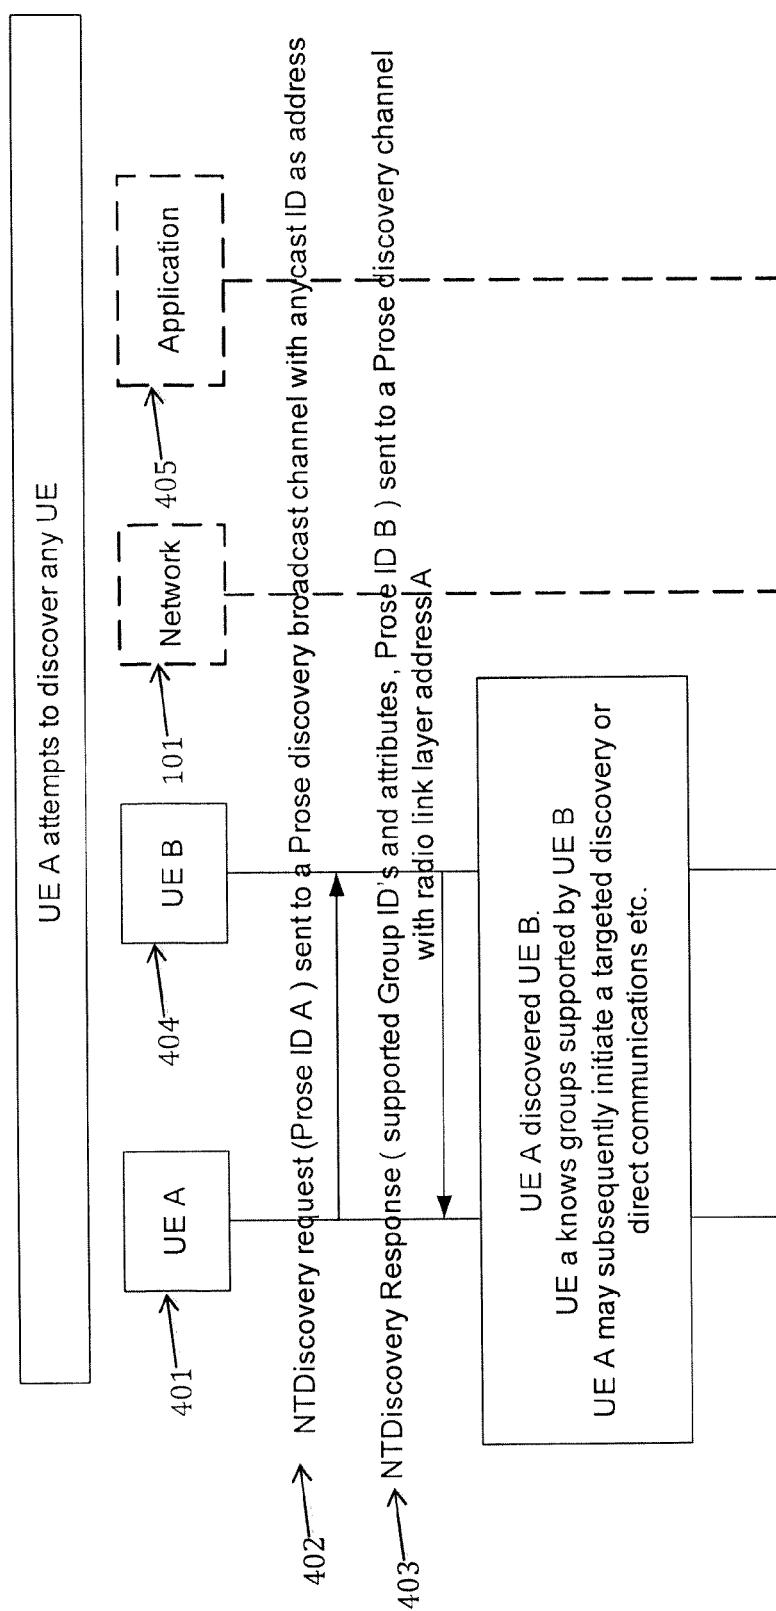 UE A attempts to discover any UE
UE A
UE B
Network
Application
401
404
101
405
402
NTDiscovery request (Prose ID A ) sent to a Prose discovery broadcast channel with anycast ID as address
403
NTDiscovery Response ( supported Group ID's and attributes , Prose ID B ) sent to a Prose discovery channel
with radio link layer address A
UE A discovered UE B.
UE a knows groups supported by UE B
UE A may subsequently initiate a targeted discovery or
direct communications etc.